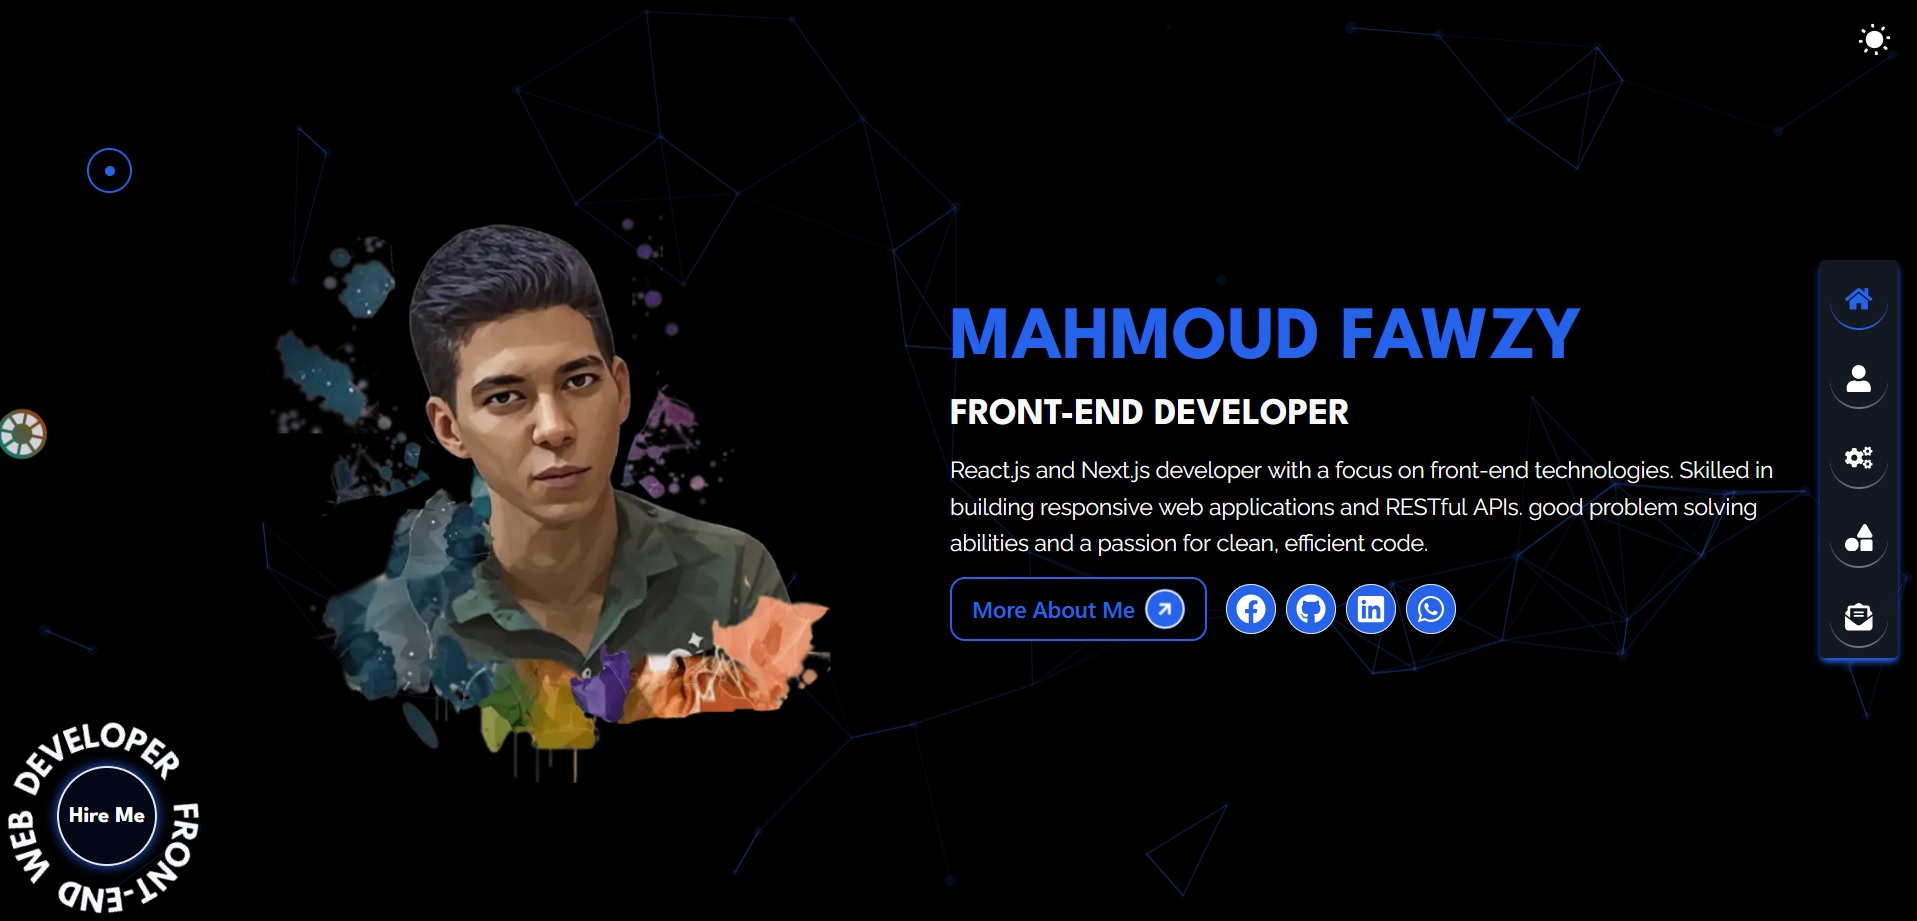 MAHMOUD FAWZY
FRONT-END DEVELOPER
React.js and Next.js developer with a focus on front-end technologies. Skilled in
building responsive web applications and RESTful APIs. good problem solving
abilities and a passion for clean, efficient code.
More About Me
WEB DEVELOPER FRONT-END
Hire Me